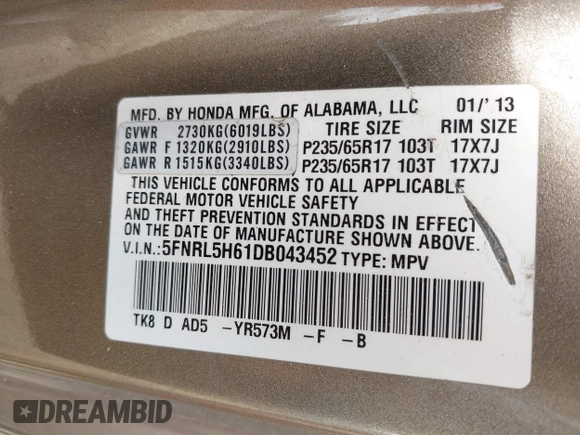 MFD. BY HONDA MFG. OF ALABAMA, LLC 01/'13
GVWR 2730KG(6019LBS) TIRE SIZE RIM SIZE
GAWR F 1320KG(2910LBS) P235/65R17 103T 17X7J
GAWR R 1515KG(3340LBS) P235/65R17 103T 17X7J
THIS VEHICLE CONFORMS TO ALL APPLICABLE
FEDERAL MOTOR VEHICLE SAFETY
AND THEFT PREVENTION STANDARDS IN EFFECT
ON THE DATE OF MANUFACTURE SHOWN ABOVE.
V.I.N.:5FNRL5H61DB043452 TYPE: MPV
TK8 D AD5 -YR573M -F -B
DREAMBID